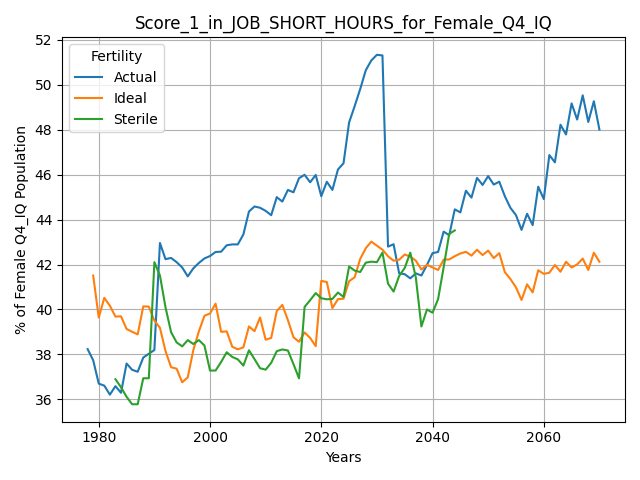 Score_1_in_JOB_SHORT_HOURS_for_Female_Q4_IQ
Fertility
Actual
Ideal
Sterile
% of Female Q4_IQ Population
52
50
48
46
44
42
40
38
36
1980
2000
2020
2040
2060
Years